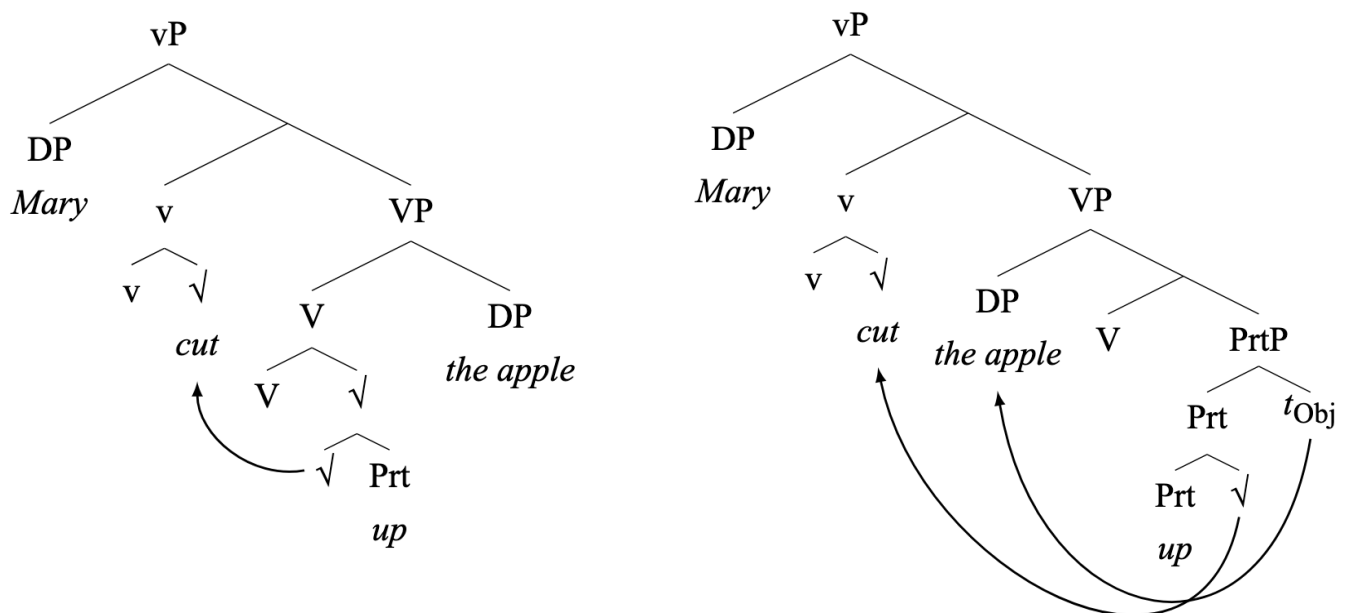 vP
DP
Mary
v
VP
v √
cut
V
DP
the apple
V √
√ Prt
up
vP
DP
Mary
v
VP
v √
cut
DP
the apple
V
PrtP
Prt
tObj
Prt √
up